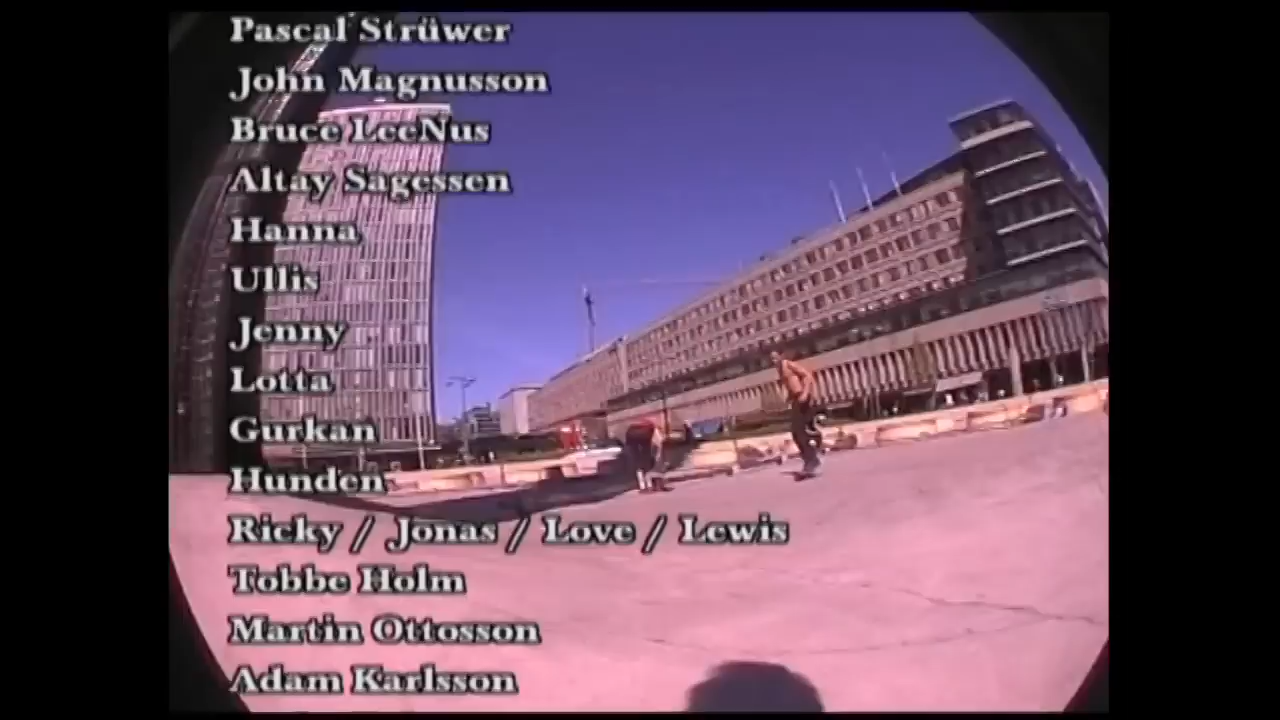 Pascal Strüwer
John Magnusson
Bruce LeeNus
Altay Sagessen
Hanna
Ullis
Jenny
Lotta
Gurkan
Hunden
Ricky / Jonas / Love / Lewis
Tobbe Holm
Martin Ottosson
Adam Karlsson